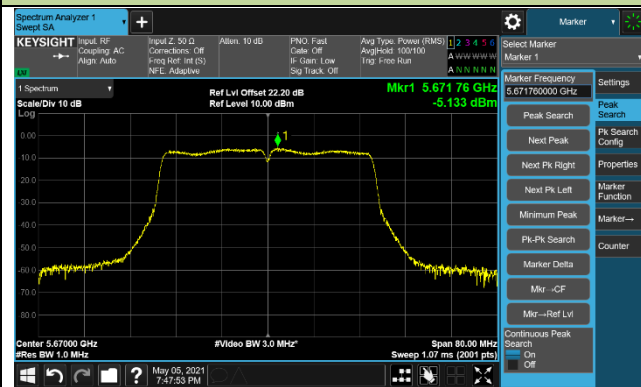 Spectrum Analyzer 1
Swept SA
+
Marker
KEYSIGHT
Input: RF
Coupling: AC
Align: Auto
Input Z: 50 Ω
Corrections: Off
Freq Ref: Int (S)
NFE: Adaptive
Atten: 10 dB
PNO: Fast
Gate: Off
IF Gain: Low
Sig Track: Off
Avg Type: Power (RMS)
Avg|Hold: 100/100
Trig: Free Run
1 2 3 4 5 6
A W W W W W
A N N N N N
LXI
Select Marker
Marker 1
1 Spectrum
Scale/Div 10 dB
Log
Ref Lvl Offset 22.20 dB
Ref Level 10.00 dBm
Mkr1 5.671 76 GHz
-5.133 dBm
0.00
-10.0
-20.0
-30.0
-40.0
-50.0
-60.0
-70.0
-80.0
1
Center 5.67000 GHz
#Res BW 1.0 MHz
#Video BW 3.0 MHz*
Span 80.00 MHz
Sweep 1.07 ms (2001 pts)
Marker Frequency
5.671760000 GHz
Peak Search
Next Peak
Next Pk Right
Next Pk Left
Minimum Peak
Pk-Pk Search
Marker Delta
Mkr→CF
Mkr→Ref Lvl
Continuous Peak
Search
On
Off
Settings
Peak
Search
Pk Search
Config
Properties
Marker
Function
Marker→
Counter
?
May 05, 2021
7:47:53 PM